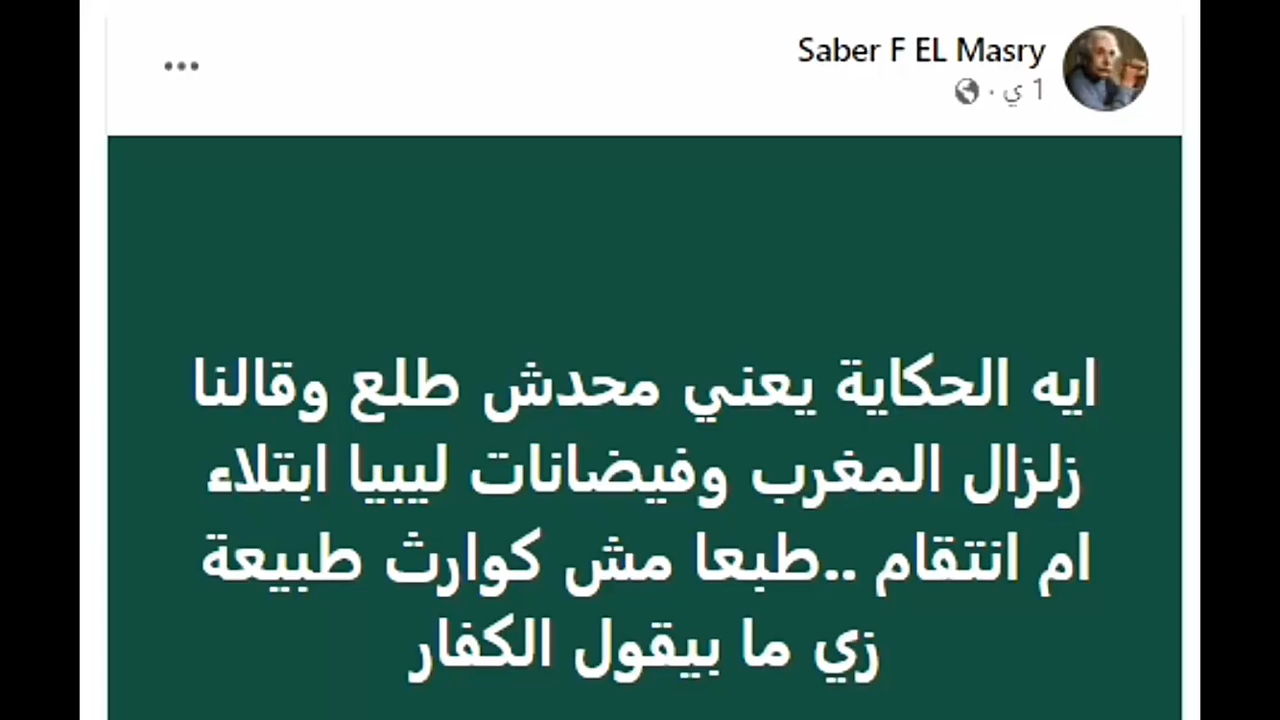 Saber F EL Masry
1 ي ·
ايه الحكاية يعني محدش طلع وقالنا
زلزال المغرب وفيضانات ليبيا ابتلاء
ام انتقام ..طبعا مش كوارث طبيعة
زي ما بيقول الكفار